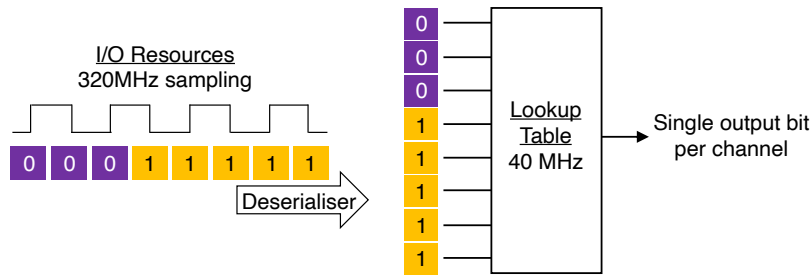 I/O Resources
320MHz sampling
0 0 0 1 1 1 1 1
Deserialiser
0
0
0
1
1
1
1
1
Lookup
Table
40 MHz
Single output bit
per channel